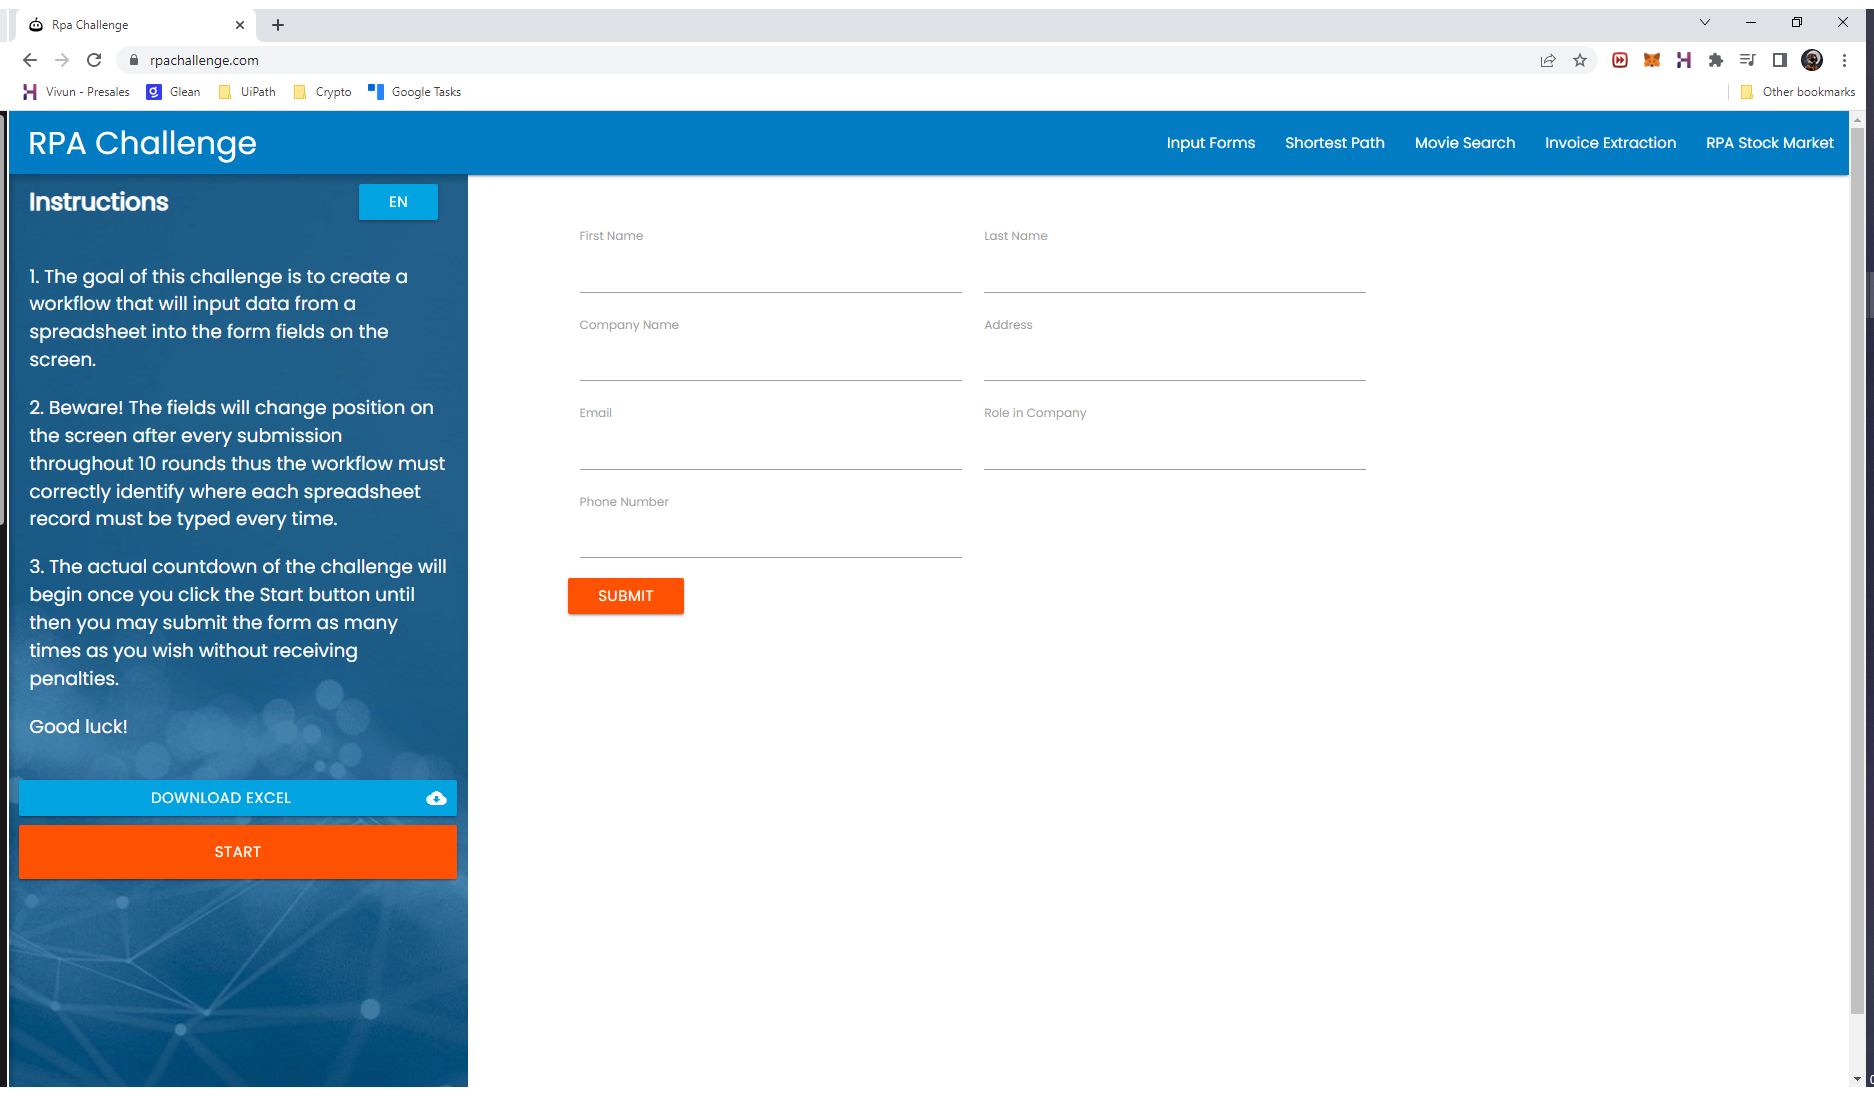 Rpa Challenge
rpachallenge.com
Vivun - Presales
Glean
UiPath
Crypto
Google Tasks
Other bookmarks
RPA Challenge
Input Forms
Shortest Path
Movie Search
Invoice Extraction
RPA Stock Market
Instructions
EN
1. The goal of this challenge is to create a
workflow that will input data from a
spreadsheet into the form fields on the
screen.
2. Beware! The fields will change position on
the screen after every submission
throughout 10 rounds thus the workflow must
correctly identify where each spreadsheet
record must be typed every time.
3. The actual countdown of the challenge will
begin once you click the Start button until
then you may submit the form as many
times as you wish without receiving
penalties.
Good luck!
DOWNLOAD EXCEL
START
First Name
Last Name
Company Name
Address
Email
Role in Company
Phone Number
SUBMIT